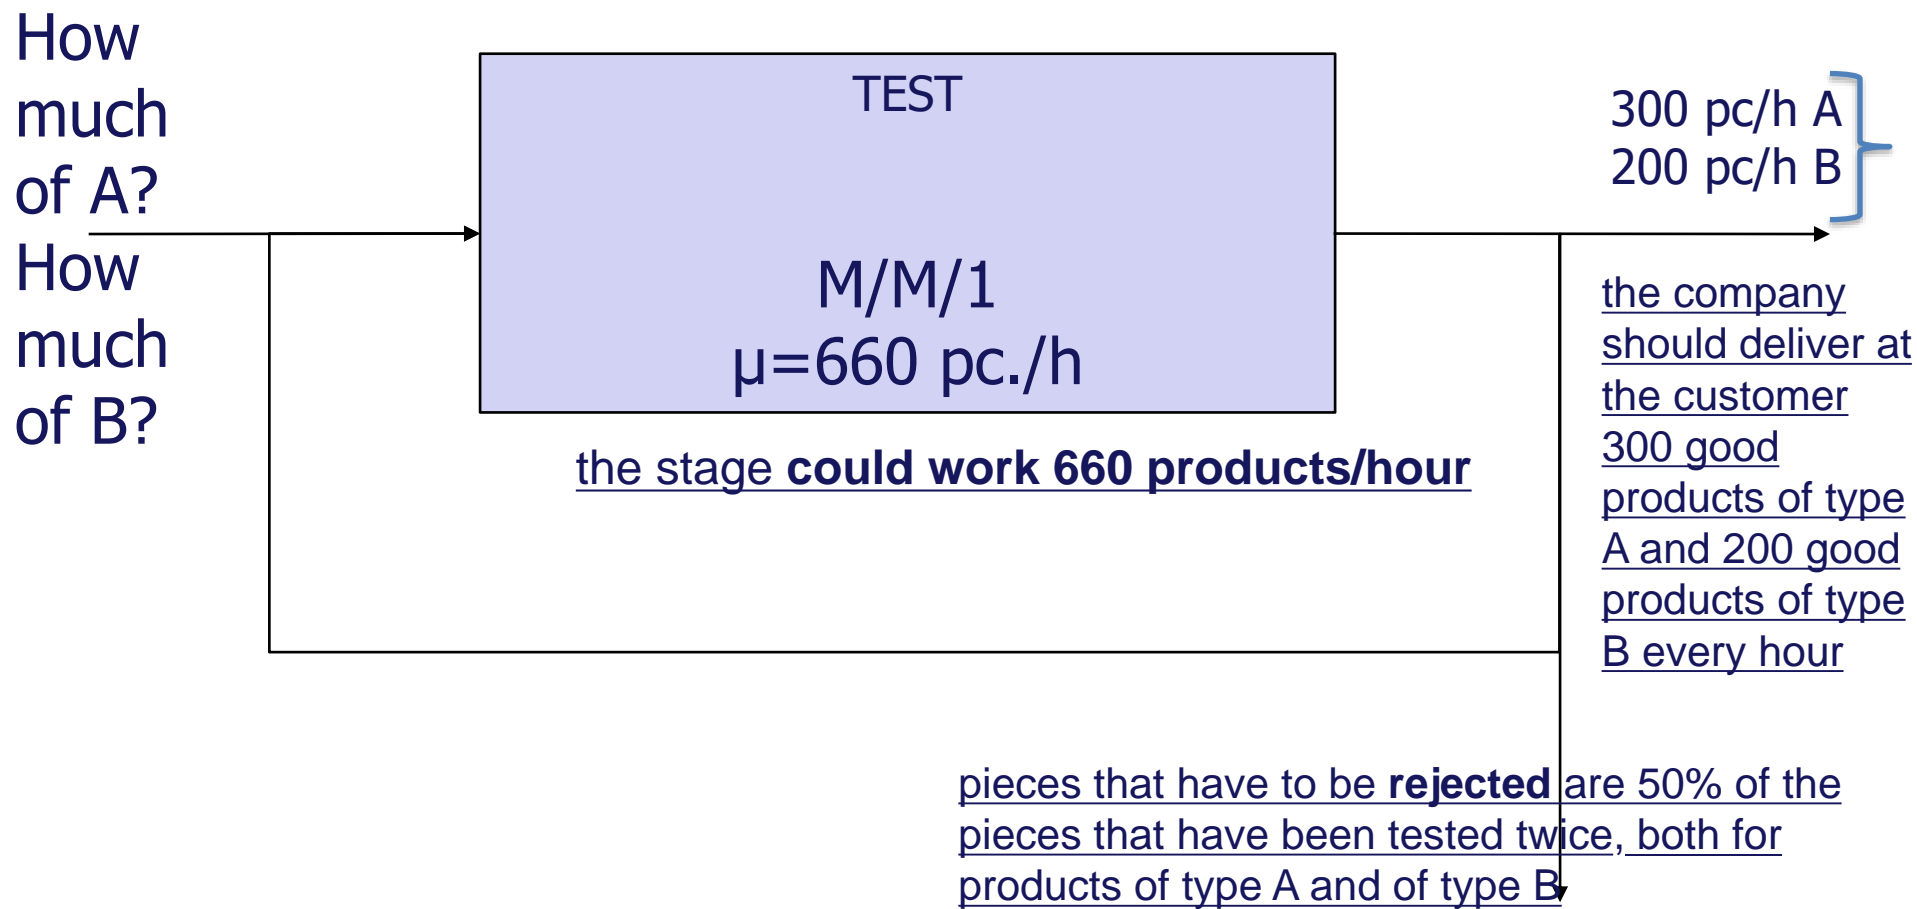 How
much
of A?
How
much
of B?
TEST
M/M/1
μ=660 pc./h
the stage could work 660 products/hour
300 pc/h A
200 pc/h B
the company
should deliver at
the customer
300 good
products of type
A and 200 good
products of type
B every hour
pieces that have to be rejected are 50% of the
pieces that have been tested twice, both for
products of type A and of type B